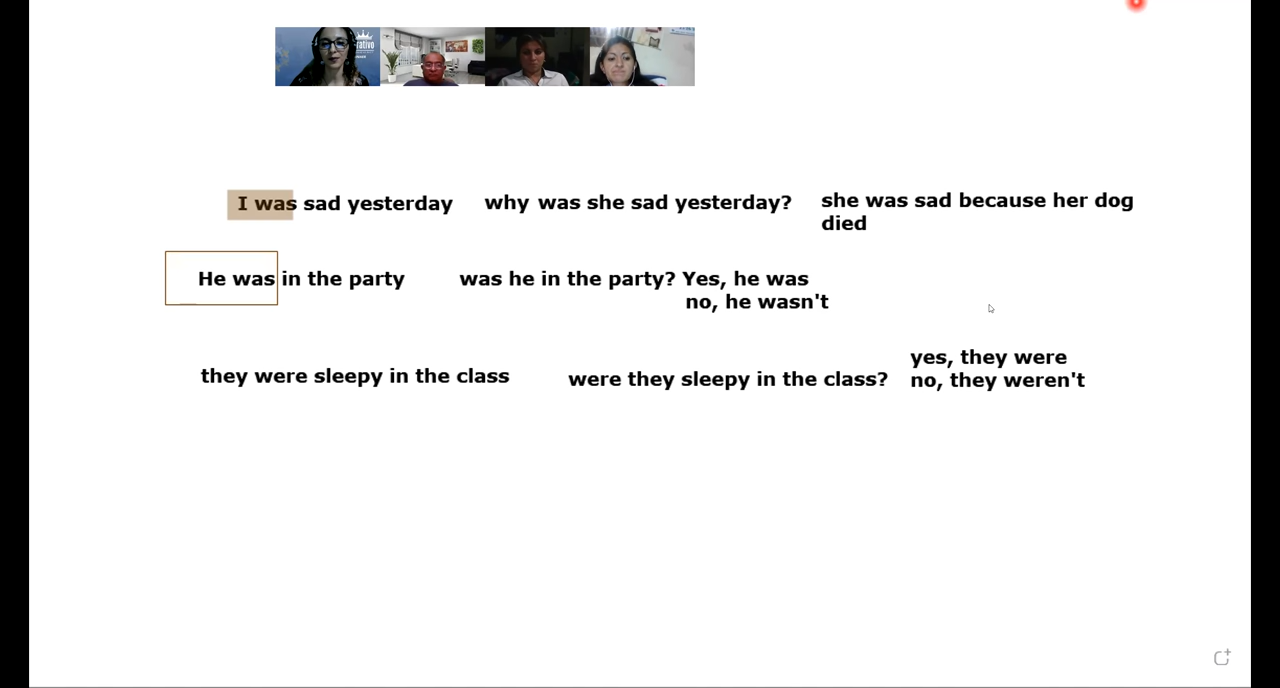 rativo
I was sad yesterday why was she sad yesterday? she was sad because her dog
died
He was in the party was he in the party? Yes, he was
no, he wasn't
they were sleepy in the class were they sleepy in the class? yes, they were
no, they weren't